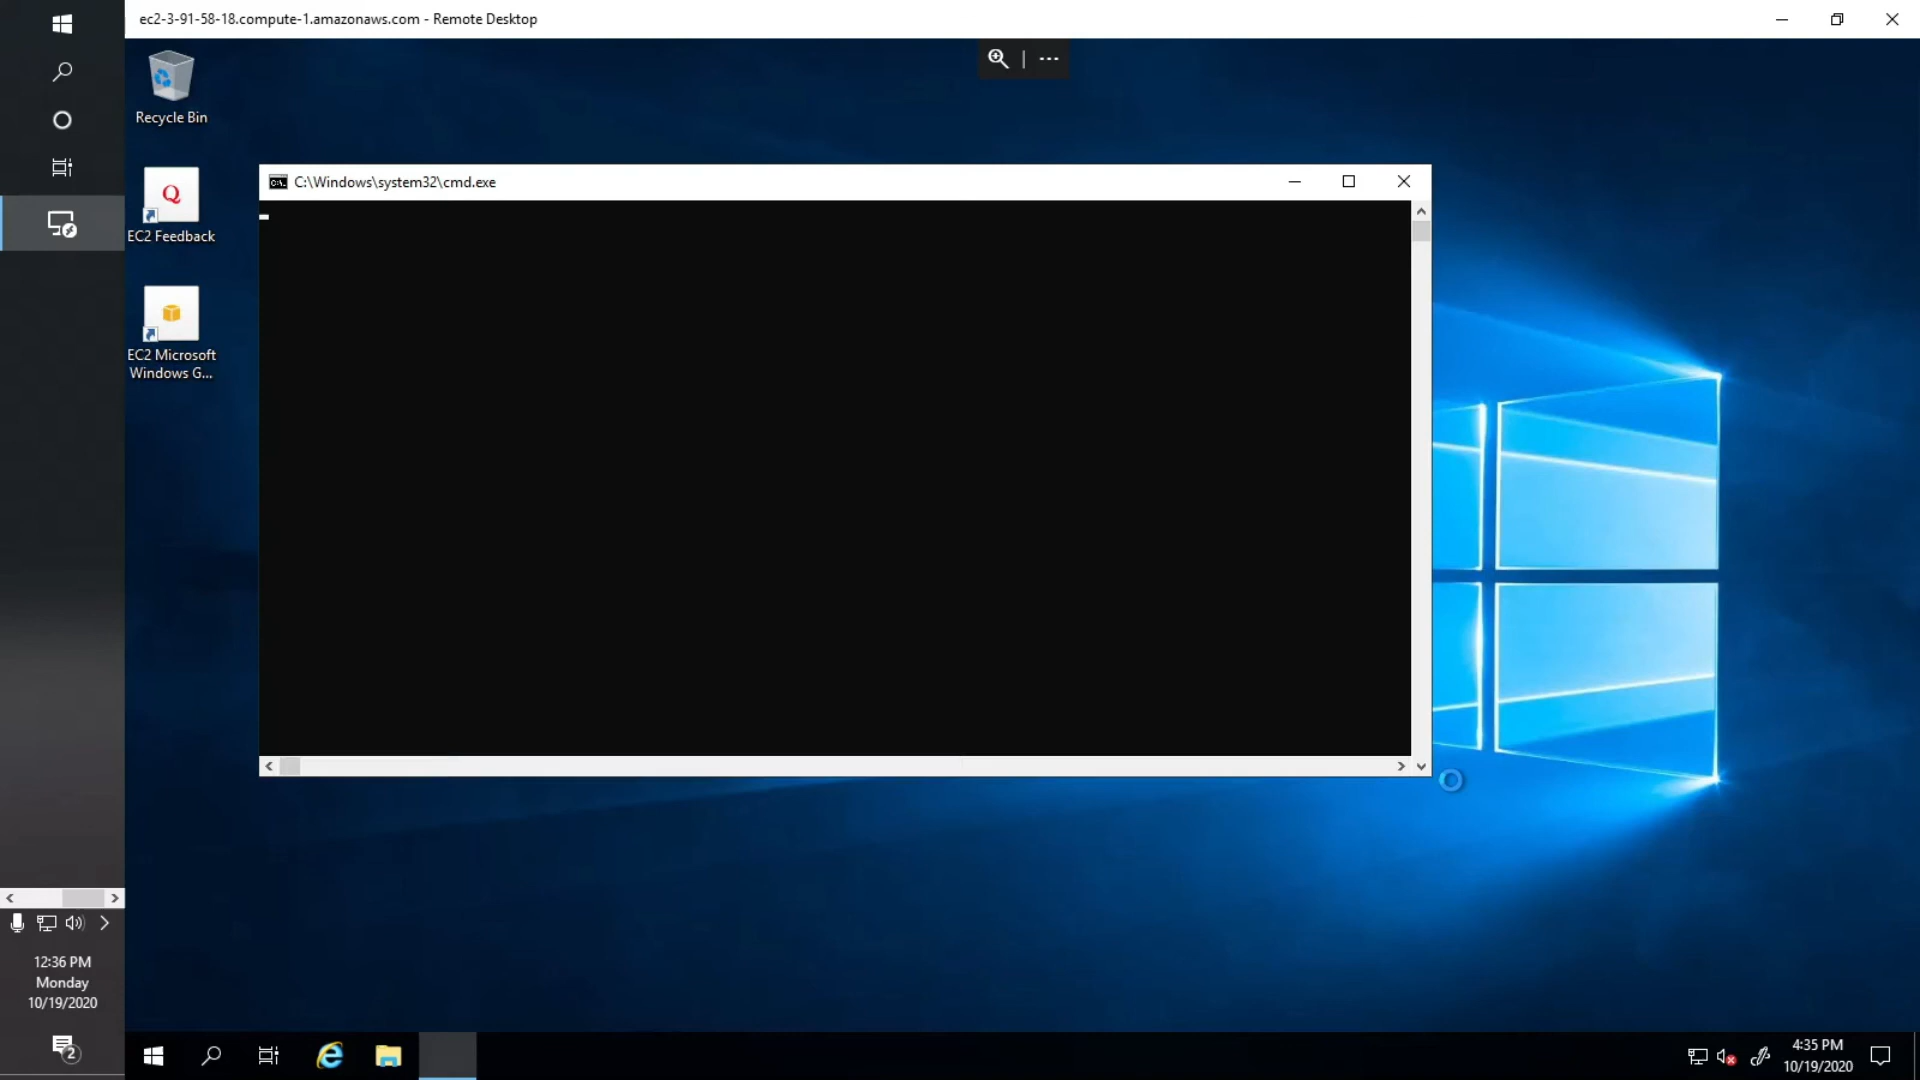 ec2-3-91-58-18.compute-1.amazonaws.com - Remote Desktop
Recycle Bin
Q
EC2 Feedback
EC2 Microsoft
Windows G...
C:\Windows\system32\cmd.exe
12:36 PM
Monday
10/19/2020
2
4:35 PM
10/19/2020